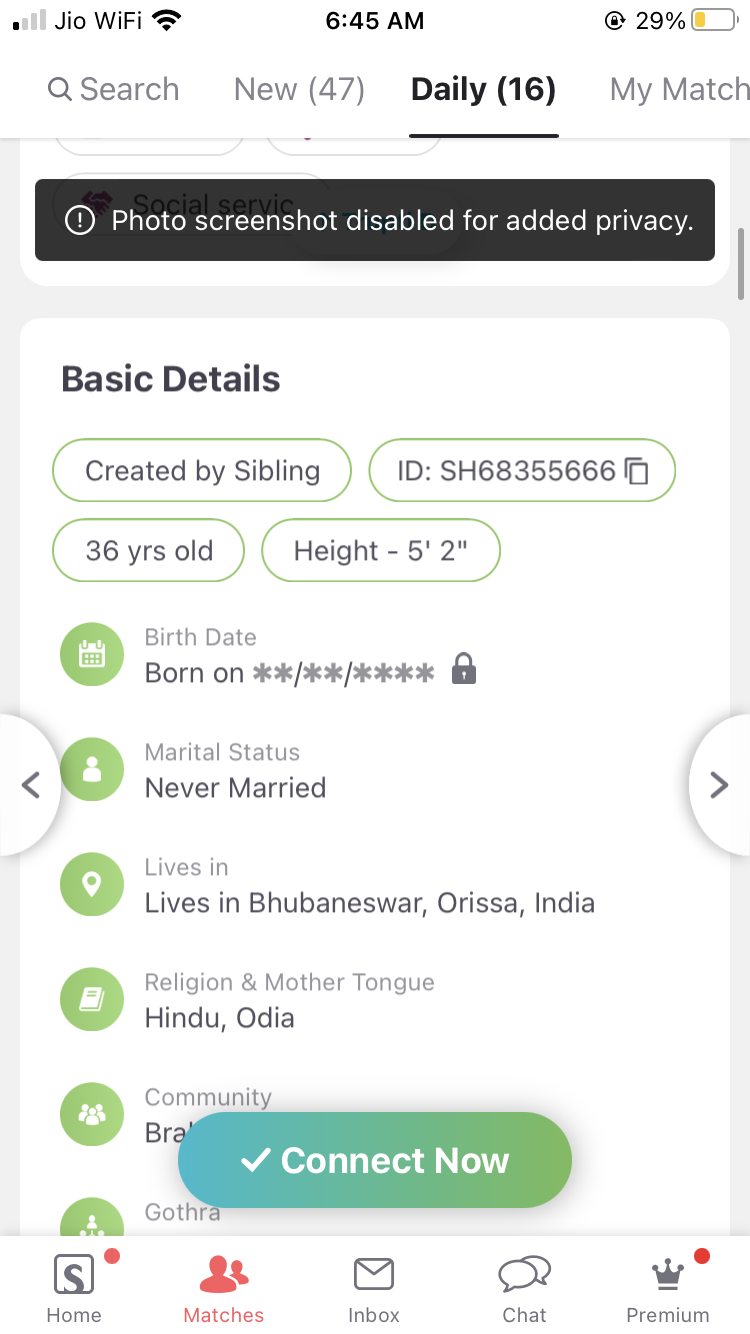 Jio WiFi 6:45 AM 29%
Search New (47) Daily (16) My Match
Social servic
Photo screenshot disabled for added privacy.
Basic Details
Created by Sibling ID: SH68355666
36 yrs old Height - 5' 2"
Birth Date
Born on **/**/****
Marital Status
Never Married
Lives in
Lives in Bhubaneswar, Orissa, India
Religion & Mother Tongue
Hindu, Odia
Community
Bra
Connect Now
Gothra
Home Matches Inbox Chat Premium